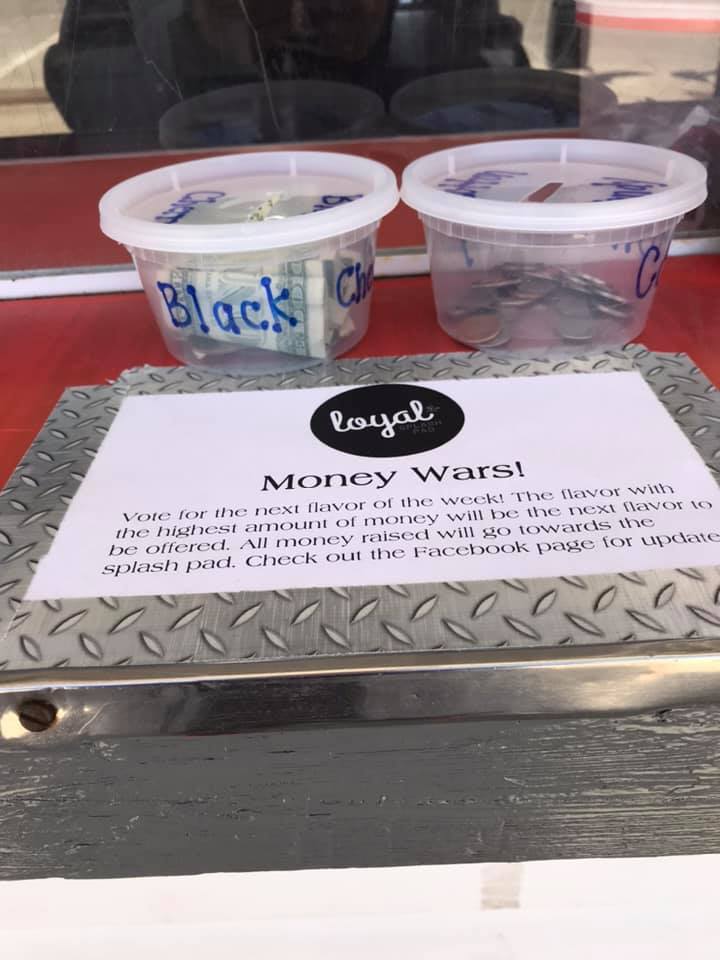 Black
loyal
SPLASH
PAD
Money Wars!
Vote for the next flavor of the week! The flavor with
the highest amount of money will be the next flavor to
be offered. All money raised will go towards the
splash pad. Check out the Facebook page for update